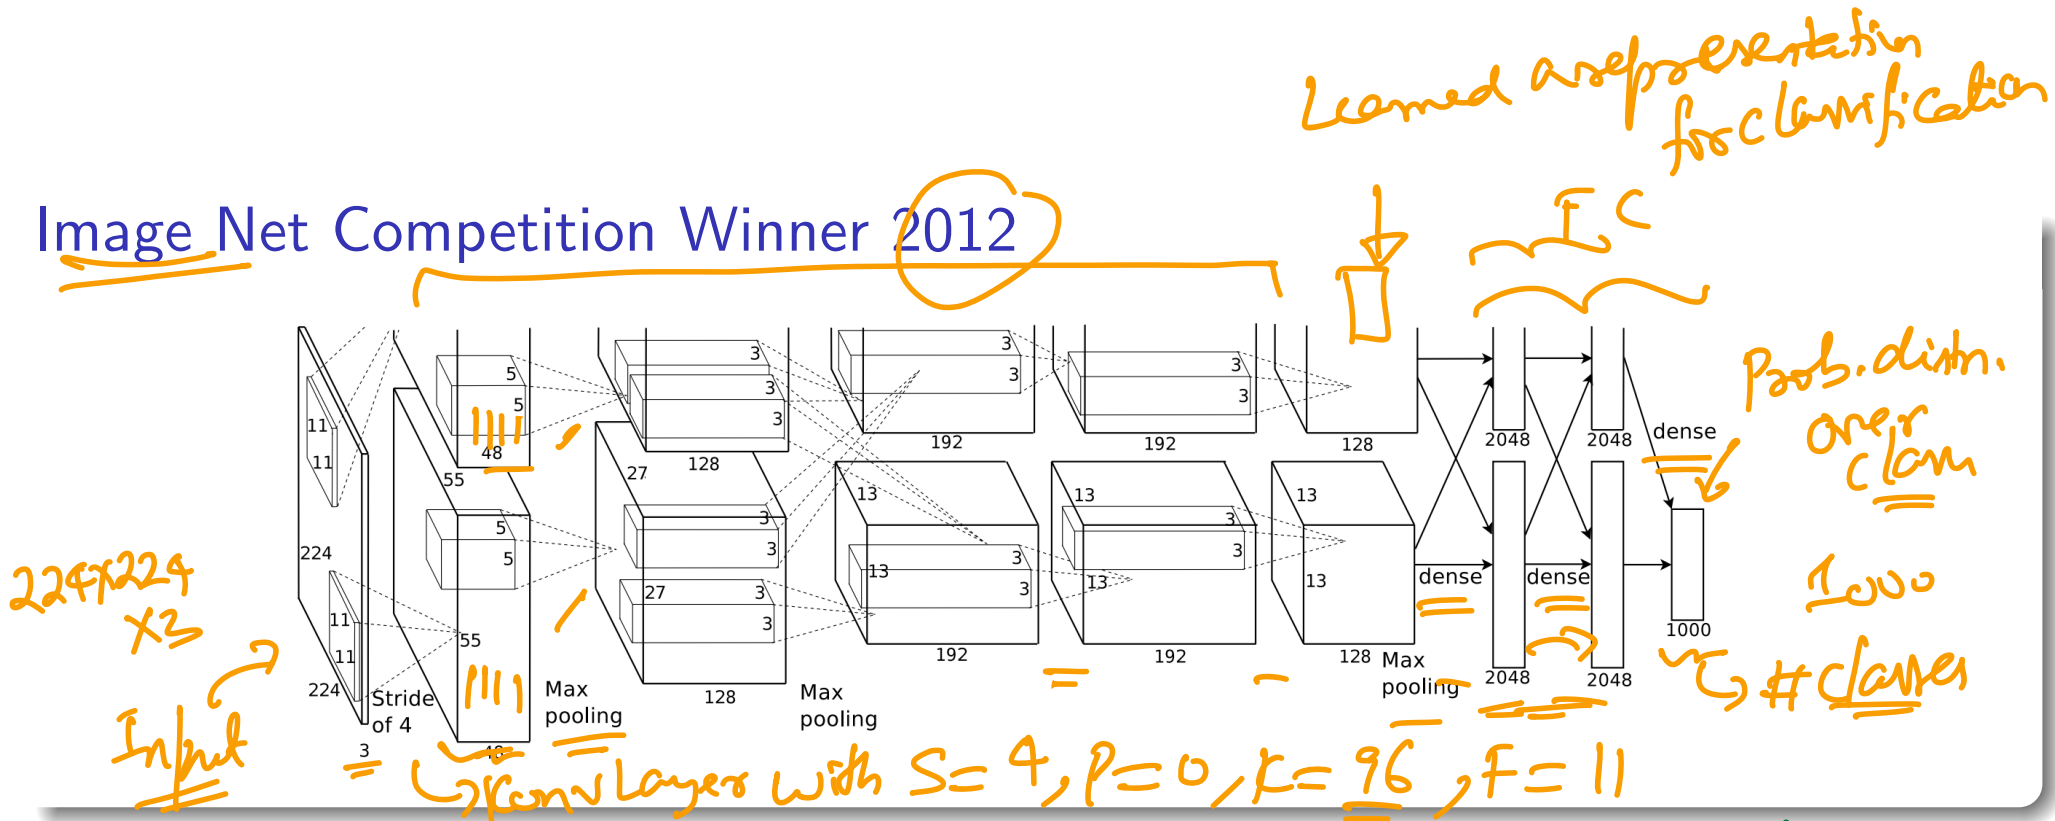 Learned a representation
for classification
F.C
Image Net Competition Winner 2012
Prob. distn.
over
class
1000
# classes
224x224
x3
Input
11
11
224
11
11
224
3
Stride
of 4
5
5
48
55
5
5
55
48
Max
pooling
3
3
3
3
128
27
3
3
27
3
3
128
Max
pooling
3
3
192
13
3
3
13
192
3
3
192
13
3
3
13
192
128
13
13
128
Max
pooling
2048
2048
dense
dense
dense
2048
2048
1000
Conv Layer with S=4, P=0, K=96, F=11